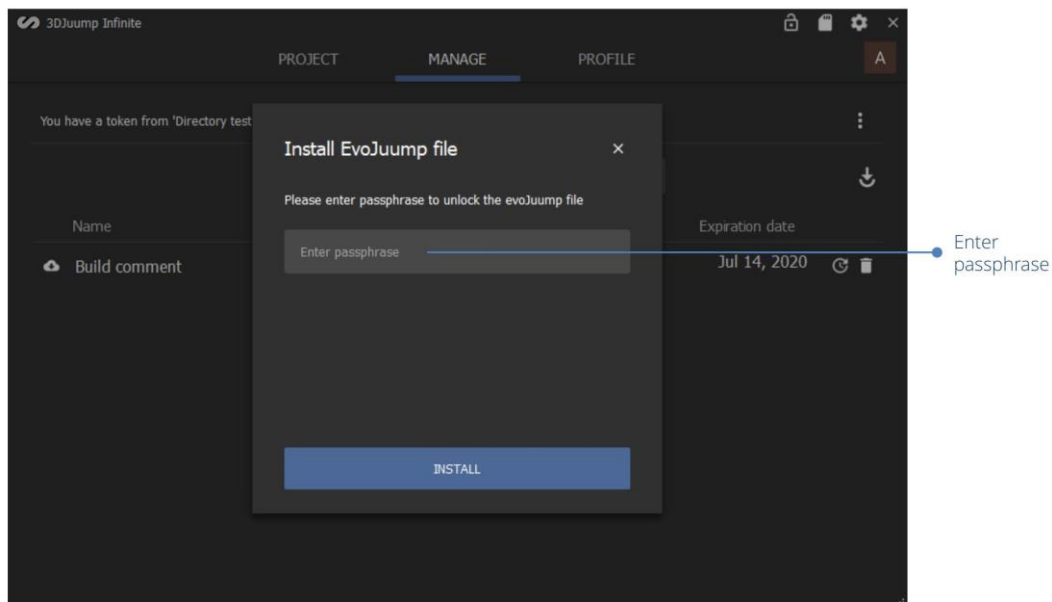 3DJuump Infinite
PROJECT MANAGE PROFILE
A
You have a token from 'Directory test
Install EvoJuump file
Please enter passphrase to unlock the evoJuump file
Name Expiration date
Enter passphrase
Enter
passphrase
Build comment Jul 14, 2020
INSTALL